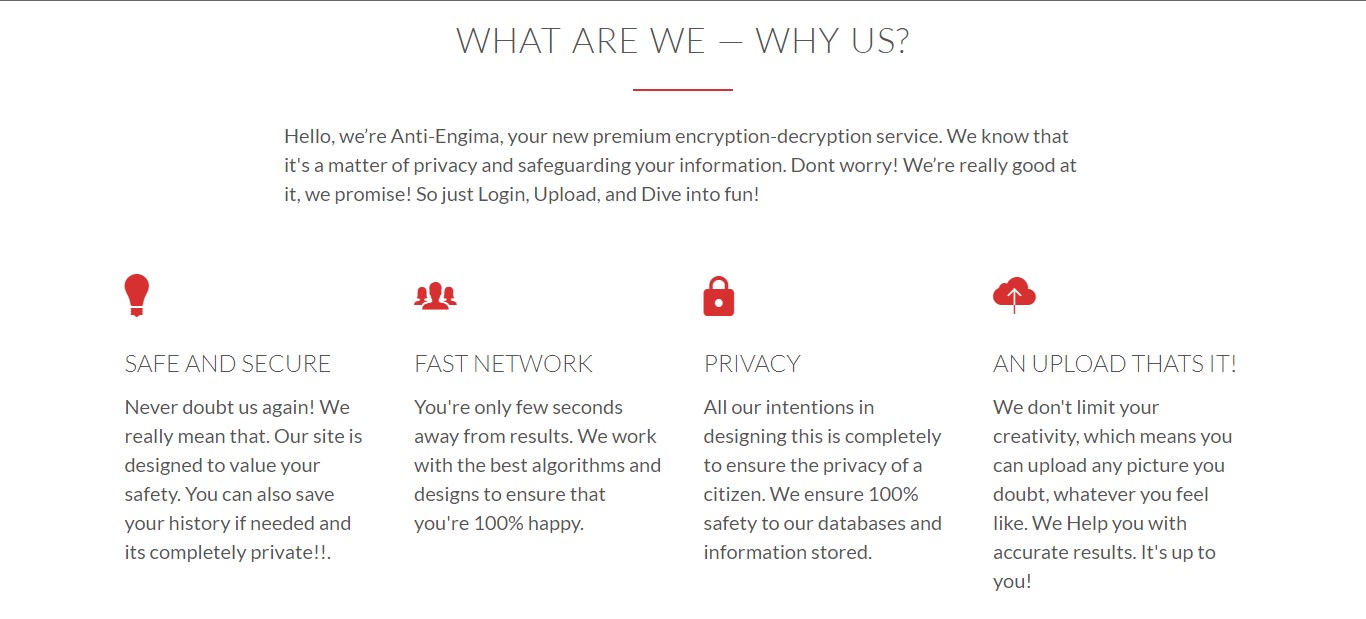 WHAT ARE WE — WHY US?
Hello, we’re Anti-Engima, your new premium encryption-decryption service. We know that
it's a matter of privacy and safeguarding your information. Dont worry! We’re really good at
it, we promise! So just Login, Upload, and Dive into fun!
SAFE AND SECURE
Never doubt us again! We
really mean that. Our site is
designed to value your
safety. You can also save
your history if needed and
its completely private!!.
FAST NETWORK
You're only few seconds
away from results. We work
with the best algorithms and
designs to ensure that
you're 100% happy.
PRIVACY
All our intentions in
designing this is completely
to ensure the privacy of a
citizen. We ensure 100%
safety to our databases and
information stored.
AN UPLOAD THATS IT!
We don't limit your
creativity, which means you
can upload any picture you
doubt, whatever you feel
like. We Help you with
accurate results. It's up to
you!